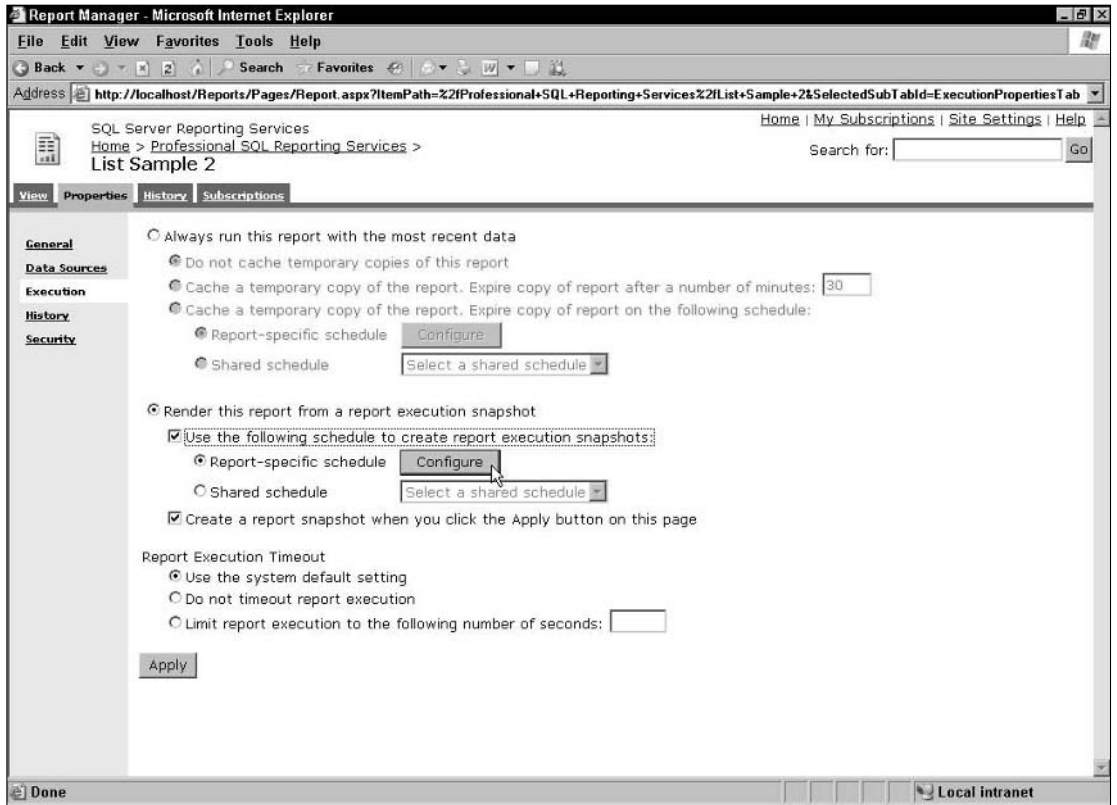 Report Manager - Microsoft Internet Explorer
File Edit View Favorites Tools Help
Back Search Favorites
Address http://localhost/Reports/Pages/Report.aspx?ItemPath=%2fProfessional+SQL+Reporting+Services%2fList+Sample+2&SelectedSubTabId=ExecutionPropertiesTab
Home | My Subscriptions | Site Settings | Help
SQL Server Reporting Services
Home > Professional SQL Reporting Services >
Search for: Go
List Sample 2
View Properties History Subscriptions
General
Data Sources
Execution
History
Security
Always run this report with the most recent data
Do not cache temporary copies of this report
Cache a temporary copy of the report. Expire copy of report after a number of minutes: 30
Cache a temporary copy of the report. Expire copy of report on the following schedule:
Report-specific schedule Configure
Shared schedule Select a shared schedule
Render this report from a report execution snapshot
Use the following schedule to create report execution snapshots:
Report-specific schedule Configure
Shared schedule Select a shared schedule
Create a report snapshot when you click the Apply button on this page
Report Execution Timeout
Use the system default setting
Do not timeout report execution
Limit report execution to the following number of seconds:
Apply
Done Local intranet